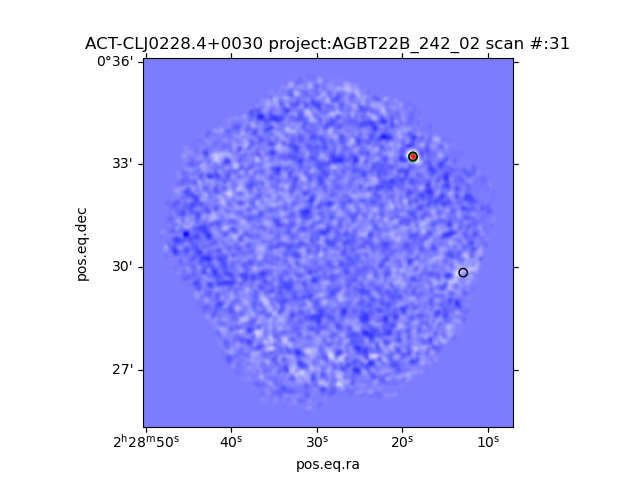 ACT-CLJ0228.4+0030 project:AGBT22B_242_02 scan #:31
0°36'
33'
30'
27'
pos.eq.dec
2ʰ28ᵐ50ˢ 40ˢ 30ˢ 20ˢ 10ˢ
pos.eq.ra